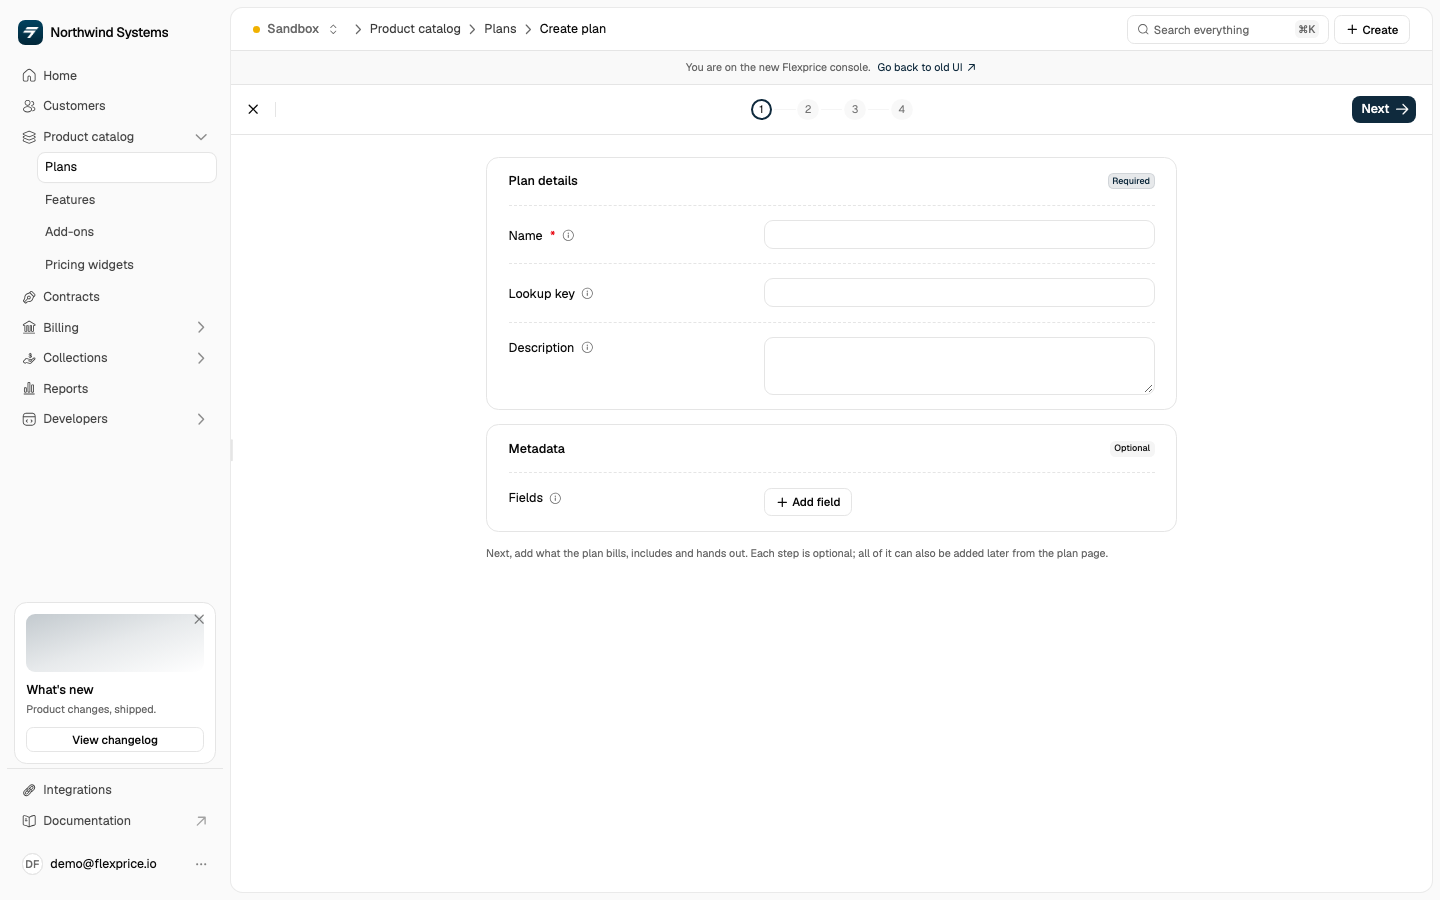 Northwind Systems
Home
Customers
Product catalog
Plans
Features
Add-ons
Pricing widgets
Contracts
Billing
Collections
Reports
Developers
What's new
Product changes, shipped.
View changelog
Integrations
Documentation
DF demo@flexprice.io
Sandbox Product catalog Plans Create plan
Search everything ⌘K
Create
You are on the new Flexprice console. Go back to old UI
1 2 3 4
Next
Plan details Required
Name *
Lookup key
Description
Metadata Optional
Fields
Add field
Next, add what the plan bills, includes and hands out. Each step is optional; all of it can also be added later from the plan page.